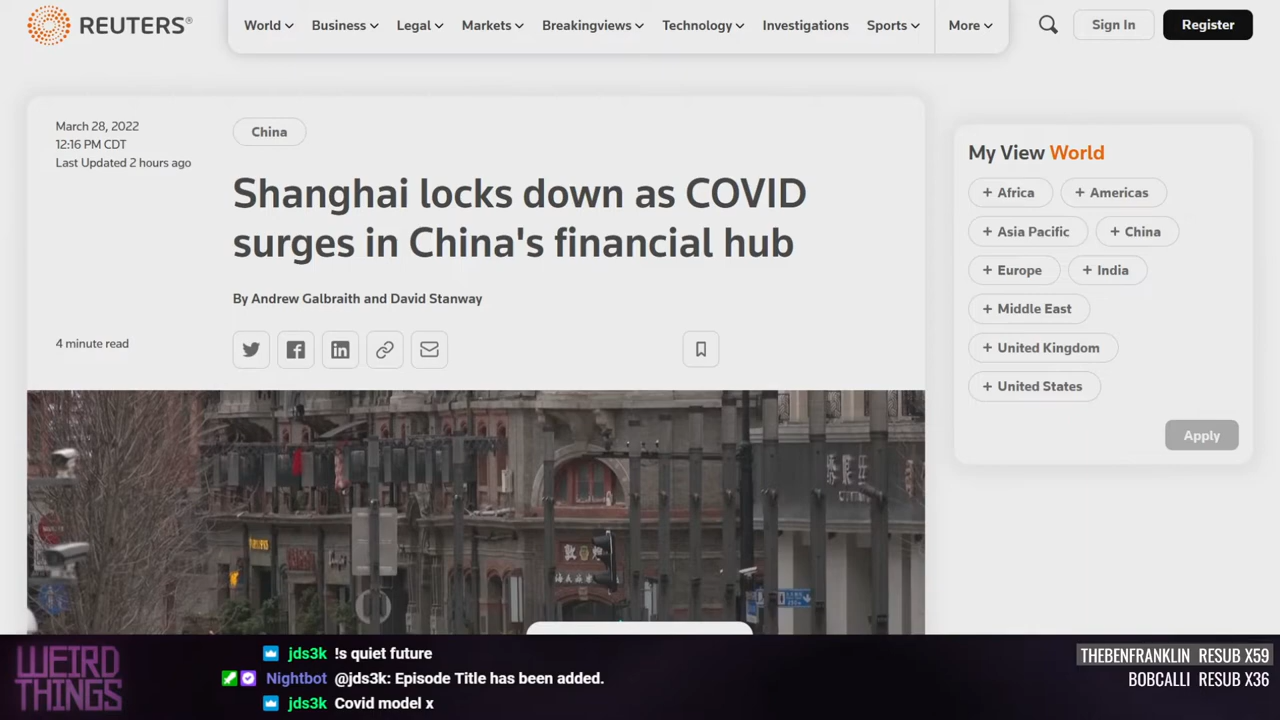 REUTERS®
World
Business
Legal
Markets
Breakingviews
Technology
Investigations
Sports
More
Sign In
Register
March 28, 2022
12:16 PM CDT
Last Updated 2 hours ago
China
Shanghai locks down as COVID
surges in China's financial hub
By Andrew Galbraith and David Stanway
4 minute read
My View World
+ Africa
+ Americas
+ Asia Pacific
+ China
+ Europe
+ India
+ Middle East
+ United Kingdom
+ United States
Apply
WEIRD
THINGS
jds3k !s quiet future
Nightbot @jds3k: Episode Title has been added.
jds3k Covid model x
THEBENFRANKLIN RESUB X59
BOBCALLI RESUB X36